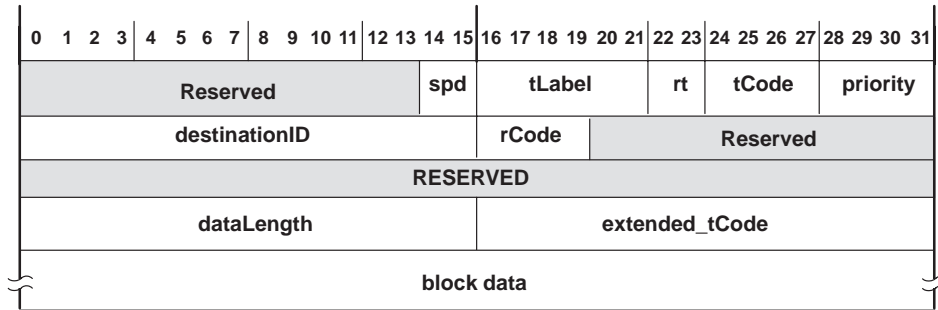 0 1 2 3 4 5 6 7 8 9 10 11 12 13 14 15 16 17 18 19 20 21 22 23 24 25 26 27 28 29 30 31
Reserved spd tLabel rt tCode priority
destinationID rCode Reserved
RESERVED
dataLength extended_tCode
block data